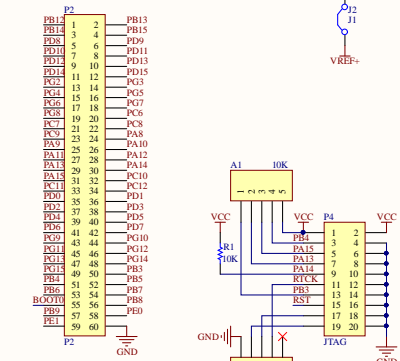 P2
PB12 1 2 PB13
PB14 3 4 PB15
PD8 5 6 PD9
PD10 7 8 PD11
PD12 9 10 PD13
PD14 11 12 PD15
PG2 13 14 PG3
PG4 15 16 PG5
PG6 17 18 PG7
PG8 19 20 PC6
PC7 21 22 PC8
PC9 23 24 PA8
PA9 25 26 PA10
PA11 27 28 PA12
PA13 29 30 PA14
PA15 31 32 PC10
PC11 33 34 PC12
PD0 35 36 PD1
PD2 37 38 PD3
PD4 39 40 PD5
PD6 41 42 PD7
PG9 43 44 PG10
PG11 45 46 PG12
PG13 47 48 PG14
PG15 49 50 PB3
PB4 51 52 PB5
PB6 53 54 PB7
BOOT0 55 56 PB8
PB9 57 58 PE0
PE1 59 60
P2
GND
J2
J1
VREF+
A1 10K
1 2 3 4 5
VCC VCC P4 VCC
R1
10K
1 2
PB4 3 4
PA15 5 6
PA13 7 8
PA14 9 10
RTCK 11 12
PB3 13 14
RST 15 16
17 18
19 20
GND
JTAG
GND